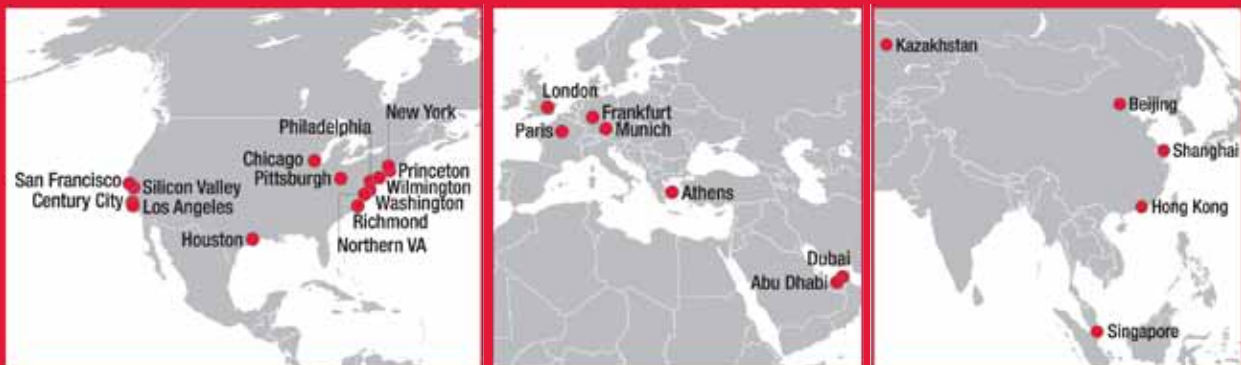 New York
Philadelphia
Chicago
Pittsburgh
Princeton
Wilmington
Washington
Richmond
Northern VA
San Francisco
Silicon Valley
Century City
Los Angeles
Houston
London
Frankfurt
Paris
Munich
Athens
Dubai
Abu Dhabi
Kazakhstan
Beijing
Shanghai
Hong Kong
Singapore